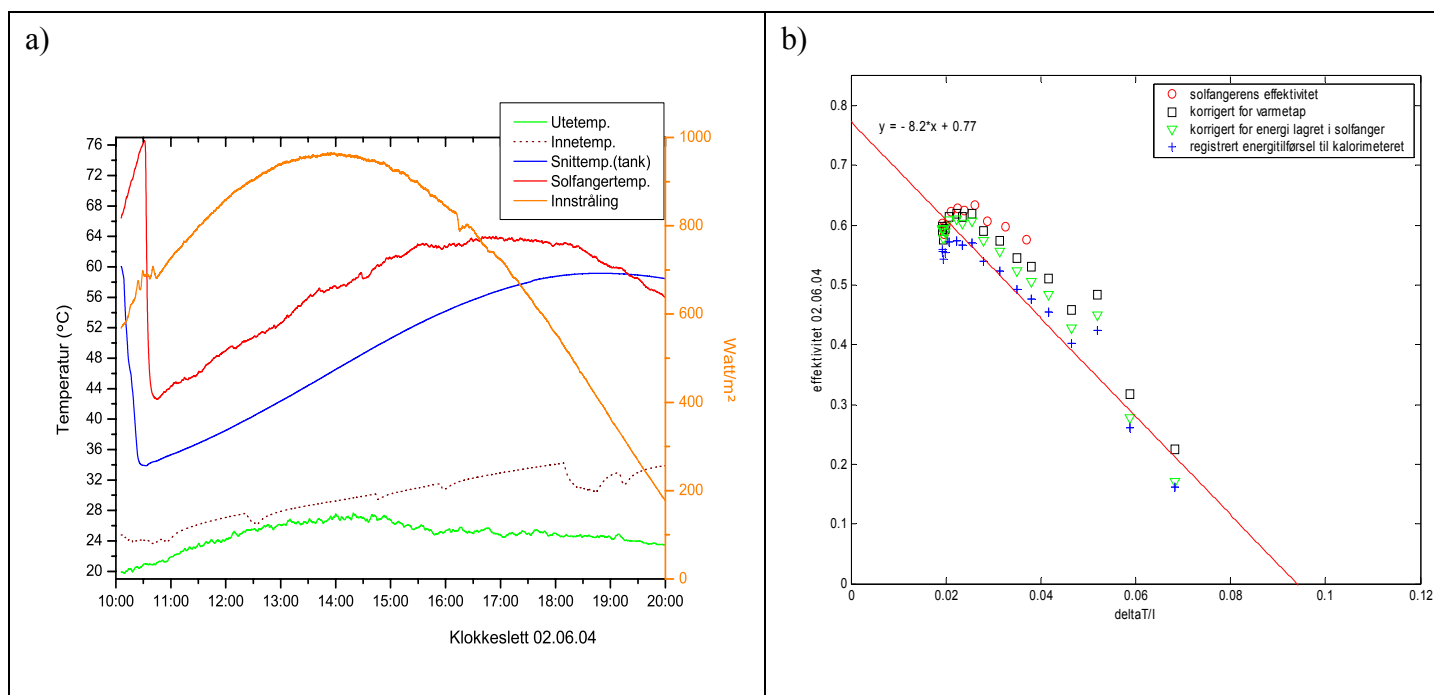 a)
Utetemp.
Innetemp.
Snittemp.(tank)
Solfangertemp.
Innstråling
Temperatur (°C)
76
72
68
64
60
56
52
48
44
40
36
32
28
24
20
1000
800
600
400
200
0
Watt/m²
10:00 11:00 12:00 13:00 14:00 15:00 16:00 17:00 18:00 19:00 20:00
Klokkeslett 02.06.04
b)
solfangerens effektivitet
korrigert for varmetap
korrigert for energi lagret i solfanger
registrert energitilførsel til kalorimeteret
y = - 8.2*x + 0.77
effektivitet 02.06.04
0.8
0.7
0.6
0.5
0.4
0.3
0.2
0.1
0
0 0.02 0.04 0.06 0.08 0.1 0.12
deltaT/I